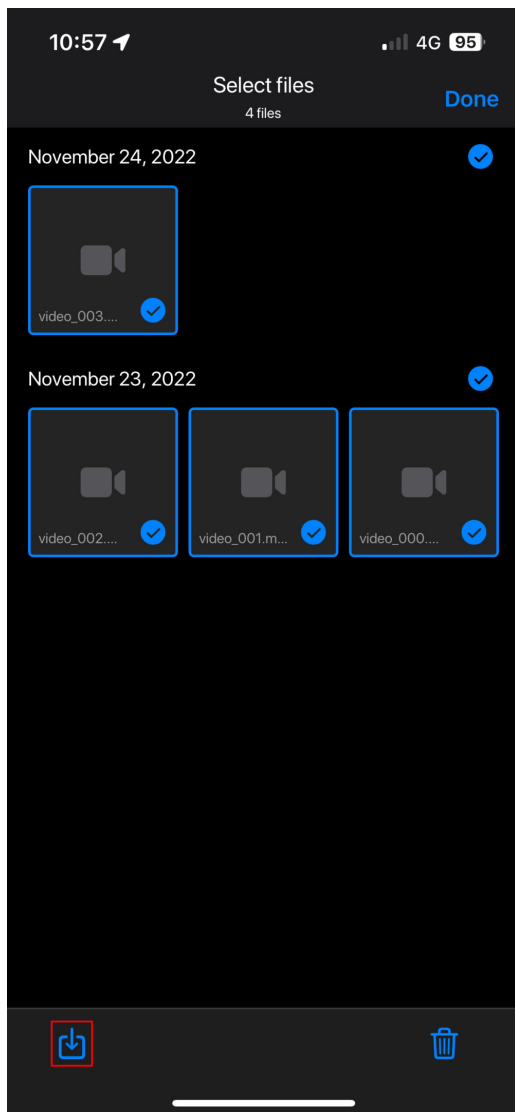 10:57
4G 95
Select files
4 files
Done
November 24, 2022
video_003....
November 23, 2022
video_002....
video_001.m...
video_000....